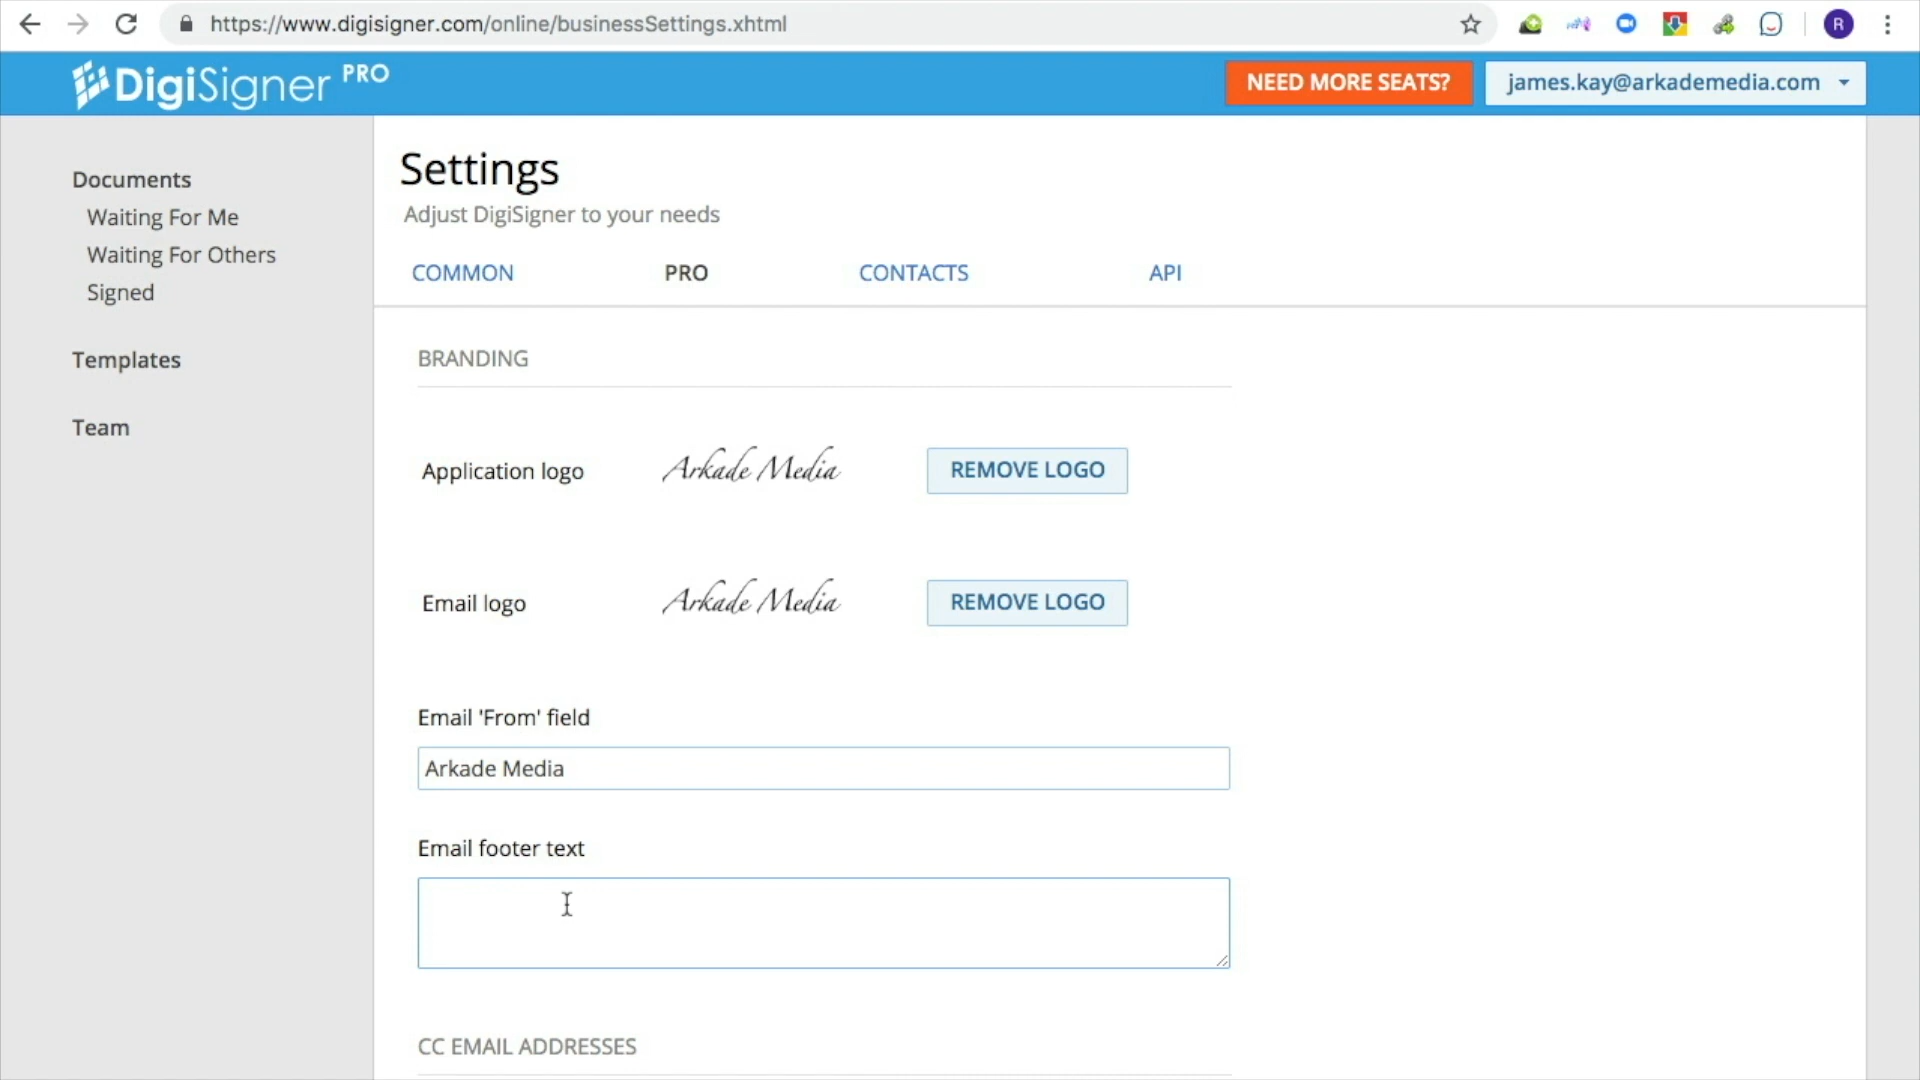 https://www.digisigner.com/online/businessSettings.xhtml
R
DigiSigner PRO
NEED MORE SEATS?
james.kay@arkademedia.com
Documents
Waiting For Me
Waiting For Others
Signed
Templates
Team
Settings
Adjust DigiSigner to your needs
COMMON
PRO
CONTACTS
API
BRANDING
Application logo
Arkade Media
REMOVE LOGO
Email logo
Arkade Media
REMOVE LOGO
Email 'From' field
Arkade Media
Email footer text
CC EMAIL ADDRESSES